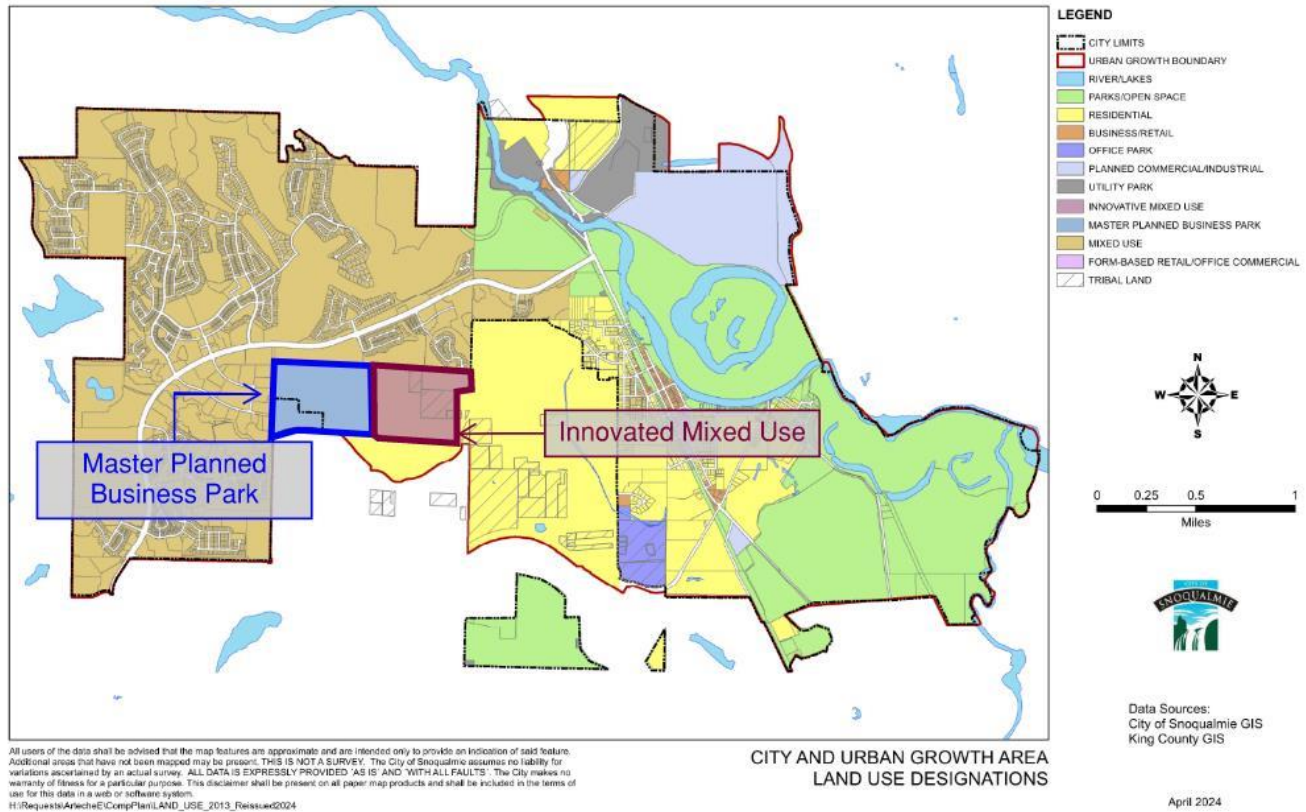 LEGEND
CITY LIMITS
URBAN GROWTH BOUNDARY
RIVER/LAKES
PARKS/OPEN SPACE
RESIDENTIAL
BUSINESS/RETAIL
OFFICE PARK
PLANNED COMMERCIAL/INDUSTRIAL
UTILITY PARK
INNOVATIVE MIXED USE
MASTER PLANNED BUSINESS PARK
MIXED USE
FORM-BASED RETAIL/OFFICE COMMERCIAL
TRIBAL LAND
Master Planned
Business Park
Innovated Mixed Use
N
W E
S
0 0.25 0.5 1
Miles
CITY OF
SNOQUALMIE
Data Sources:
City of Snoqualmie GIS
King County GIS
All users of the data shall be advised that the map features are approximate and are intended only to provide an indication of said feature.
Additional areas that have not been mapped may be present. THIS IS NOT A SURVEY. The City of Snoqualmie assumes no liability for
variations ascertained by an actual survey. ALL DATA IS EXPRESSLY PROVIDED 'AS IS' AND 'WITH ALL FAULTS'. The City makes no
warranty of fitness for a particular purpose. This disclaimer shall be present on all paper map products and shall be included in the terms of
use for this data in a web or software system.
H:\Requests\ArtecheE\CompPlan\LAND_USE_2013_Reissued2024
CITY AND URBAN GROWTH AREA
LAND USE DESIGNATIONS
April 2024